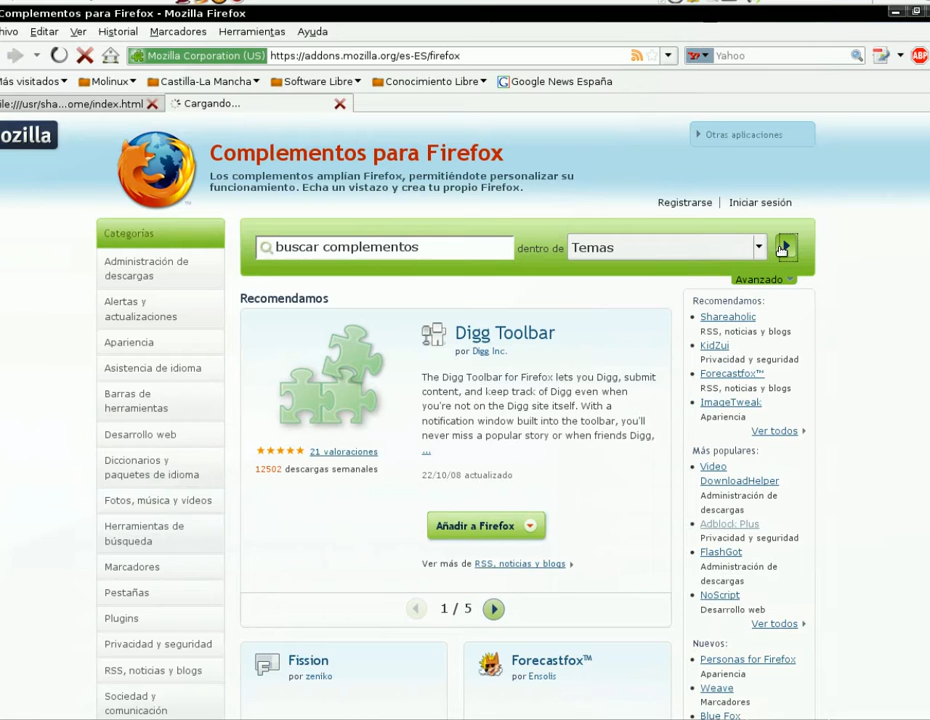 Complementos para Firefox - Mozilla Firefox
hivo Editar Ver Historial Marcadores Herramientas Ayuda
Mozilla Corporation (US) https://addons.mozilla.org/es-ES/firefox Yahoo ABP
Más visitados Molinux Castilla-La Mancha Software Libre Conocimiento Libre Google News España
ile:///usr/sha...ome/index.html Cargando...
mozilla
Otras aplicaciones
Complementos para Firefox
Los complementos amplían Firefox, permitiéndote personalizar su
funcionamiento. Echa un vistazo y crea tu propio Firefox.
Registrarse Iniciar sesión
Categorías
buscar complementos dentro de Temas
Avanzado
Administración de
descargas
Alertas y
actualizaciones
Apariencia
Asistencia de idioma
Barras de
herramientas
Desarrollo web
Diccionarios y
paquetes de idioma
Fotos, música y vídeos
Herramientas de
búsqueda
Marcadores
Pestañas
Plugins
Privacidad y seguridad
RSS, noticias y blogs
Sociedad y
comunicación
Recomendamos
Digg Toolbar
por Digg Inc.
The Digg Toolbar for Firefox lets you Digg, submit
content, and keep track of Digg even when
you're not on the Digg site itself. With a
notification window built into the toolbar, you'll
never miss a popular story or when friends Digg,
...
21 valoraciones
12502 descargas semanales
22/10/08 actualizado
Añadir a Firefox
Ver más de RSS, noticias y blogs
1 / 5
Fission
por zeniko
Forecastfox™
por Ensolis
Recomendamos:
Shareaholic
RSS, noticias y blogs
KidZui
Privacidad y seguridad
Forecastfox™
RSS, noticias y blogs
ImageTweak
Apariencia
Ver todos
Más populares:
Video
DownloadHelper
Administración de
descargas
Adblock Plus
Privacidad y seguridad
FlashGot
Administración de
descargas
NoScript
Desarrollo web
Ver todos
Nuevos:
Personas for Firefox
Apariencia
Weave
Marcadores
Blue Fox